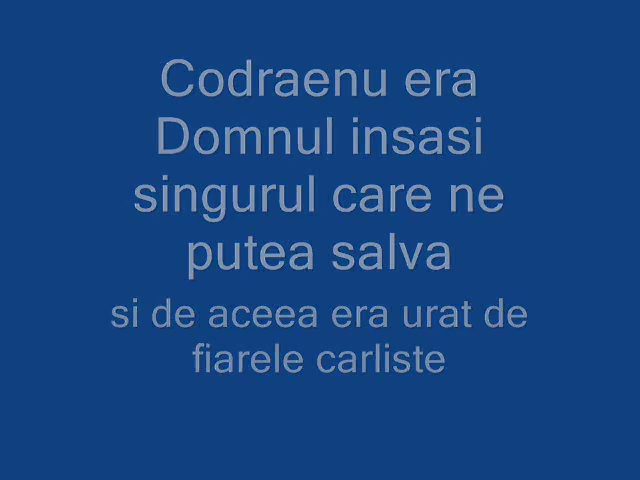 Codraenu era
Domnul insasi
singurul care ne
putea salva
si de aceea era urat de
fiarele carliste